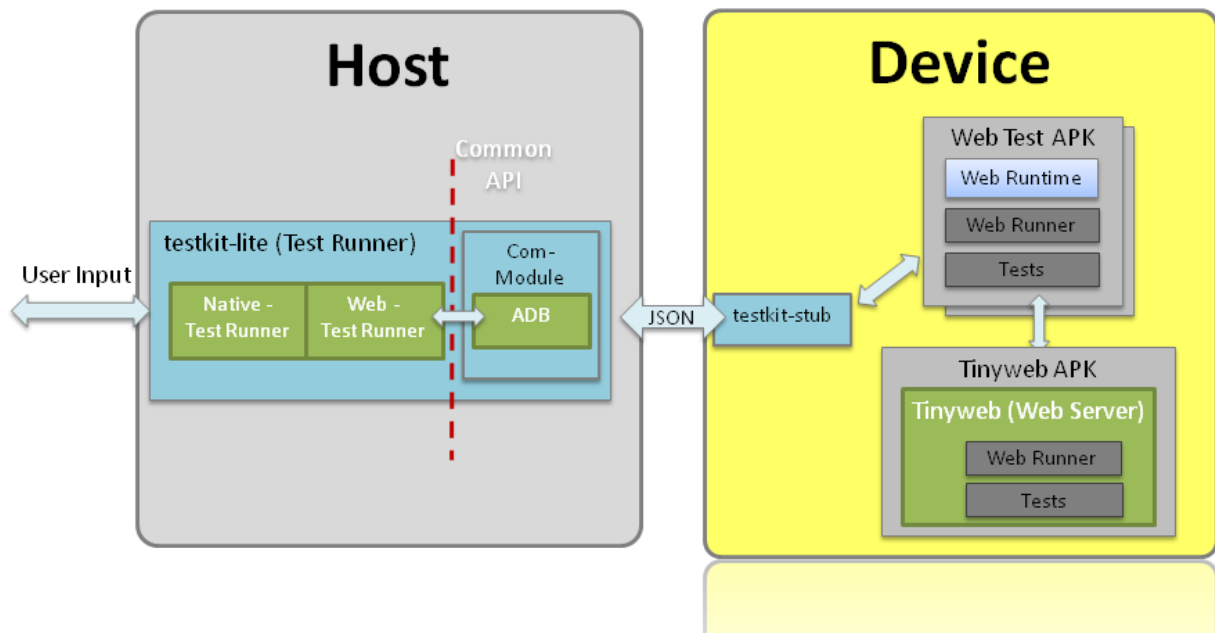 Host
Common
API
testkit-lite (Test Runner)
Com-
Module
User Input
Native -
Test Runner
Web -
Test Runner
ADB
JSON
Device
Web Test APK
Web Runtime
Web Runner
Tests
testkit-stub
Tinyweb APK
Tinyweb (Web Server)
Web Runner
Tests